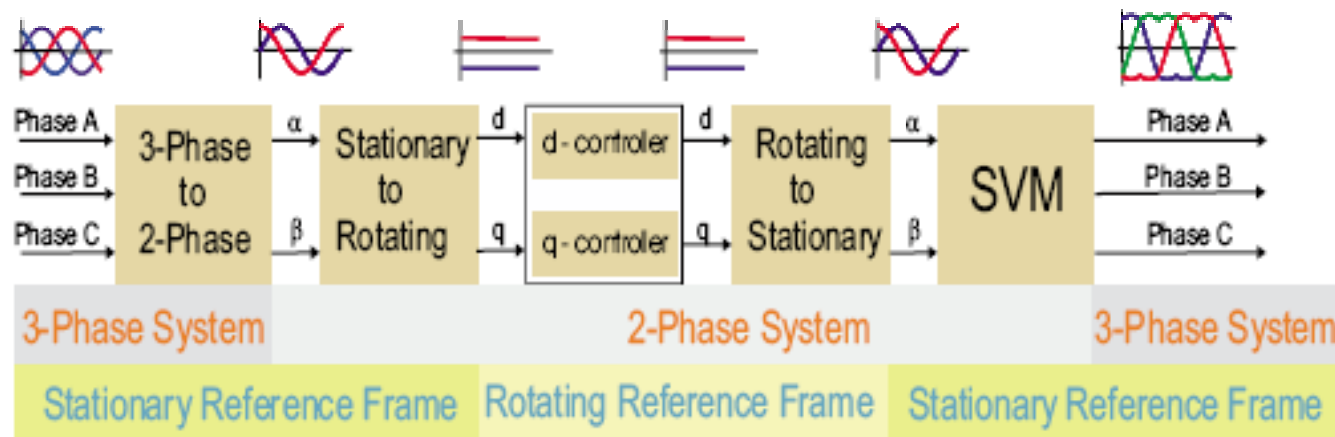 Phase A
Phase B
Phase C
3-Phase
to
2-Phase
α
β
Stationary
to
Rotating
d
q
d - controler
q - controler
d
q
Rotating
to
Stationary
α
β
SVM
Phase A
Phase B
Phase C
3-Phase System
2-Phase System
3-Phase System
Stationary Reference Frame
Rotating Reference Frame
Stationary Reference Frame